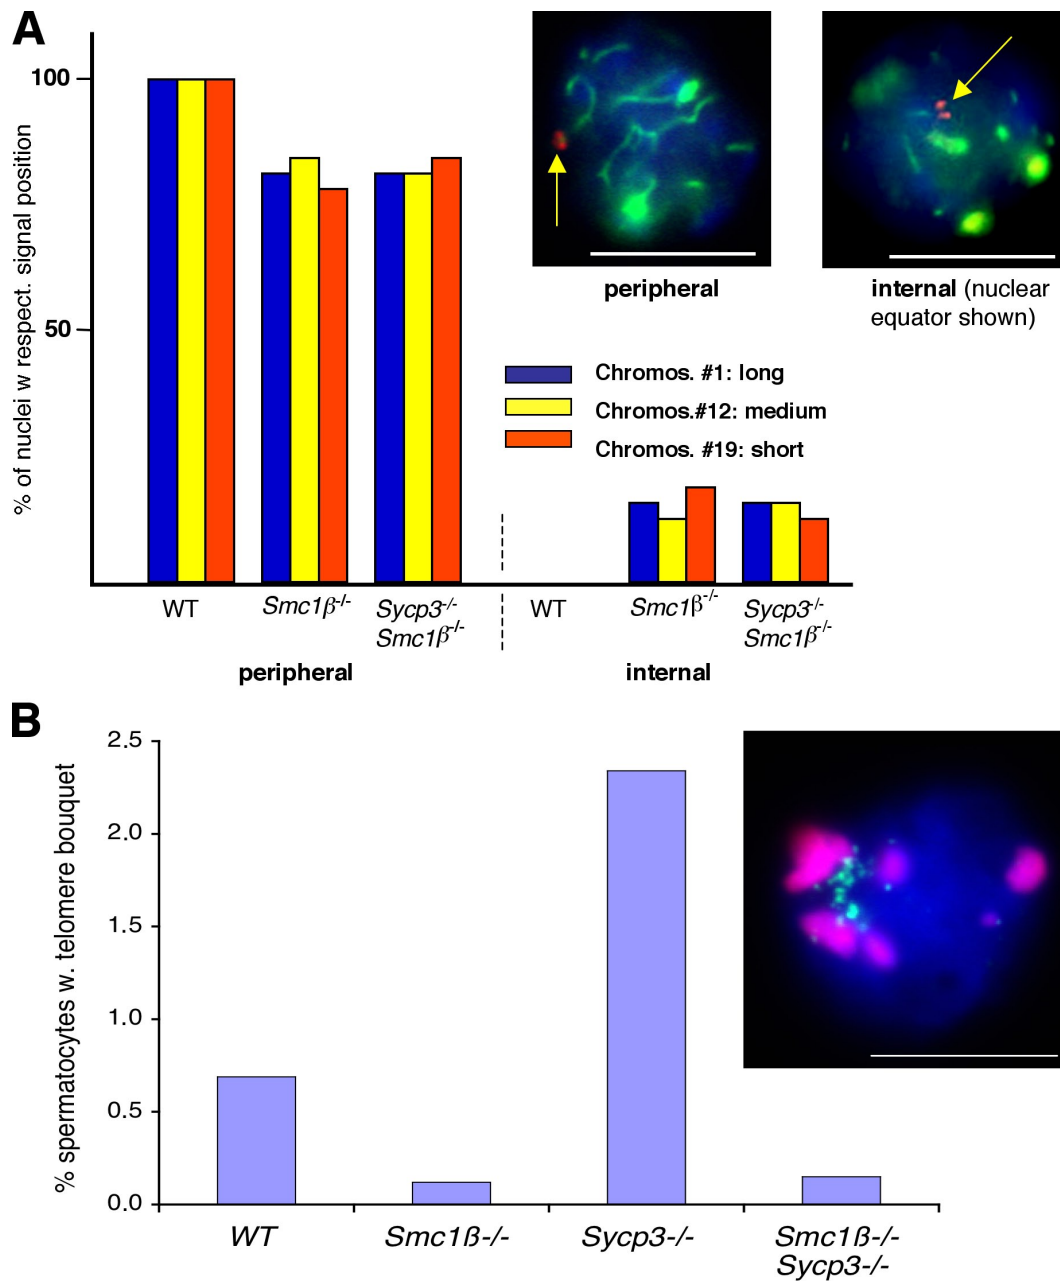 A
100
50
% of nuclei w respect. signal position
peripheral
internal (nuclear
equator shown)
Chromos. #1: long
Chromos.#12: medium
Chromos. #19: short
WT
Smc1β-/-
Sycp3-/-
Smc1β-/-
WT
Smc1β-/-
Sycp3-/-
Smc1β-/-
peripheral
internal
B
2.5
2.0
1.5
1.0
0.5
0.0
% spermatocytes w. telomere bouquet
WT
Smc1ß-/-
Sycp3-/-
Smc1ß-/-
Sycp3-/-